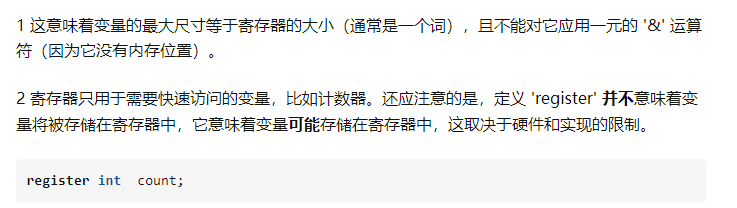 1 这意味着变量的最大尺寸等于寄存器的大小（通常是一个词），且不能对它应用一元的 '&' 运算
符（因为它没有内存位置）。
2 寄存器只用于需要快速访问的变量，比如计数器。还应注意的是，定义 'register' 并不意味着变
量将被存储在寄存器中，它意味着变量可能存储在寄存器中，这取决于硬件和实现的限制。
register int  count;